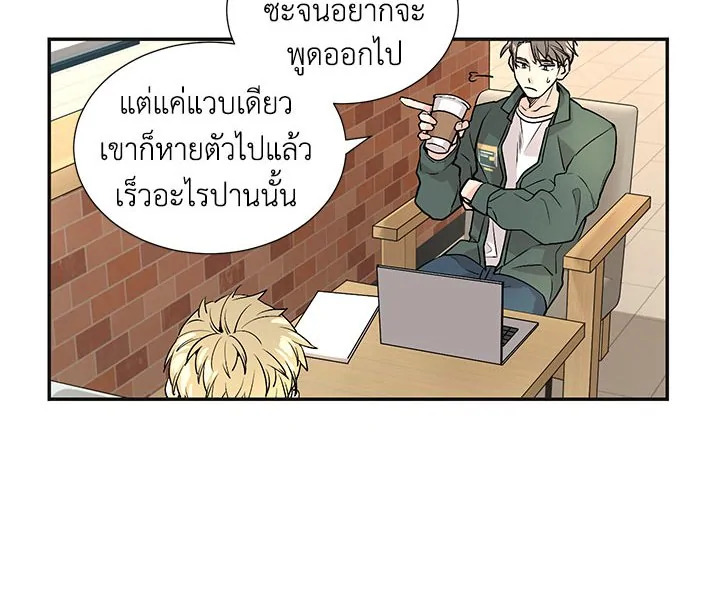 ซะจนอยากจะ
พูดออกไป
แต่แค่แวบเดียว
เขาก็หายตัวไปแล้ว
เร็วอะไรปานนั้น